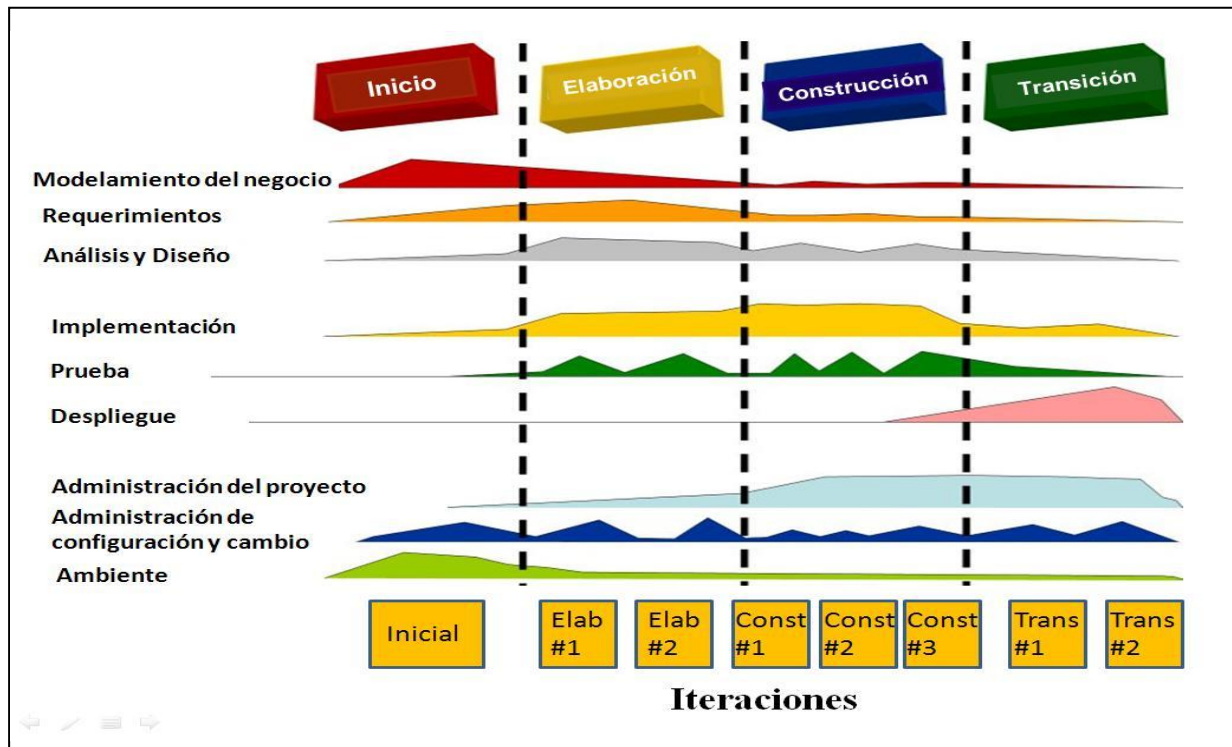 Inicio
Elaboración
Construcción
Transición
Modelamiento del negocio
Requerimientos
Análisis y Diseño
Implementación
Prueba
Despliegue
Administración del proyecto
Administración de
configuración y cambio
Ambiente
Inicial
Elab
#1
Elab
#2
Const
#1
Const
#2
Const
#3
Trans
#1
Trans
#2
Iteraciones